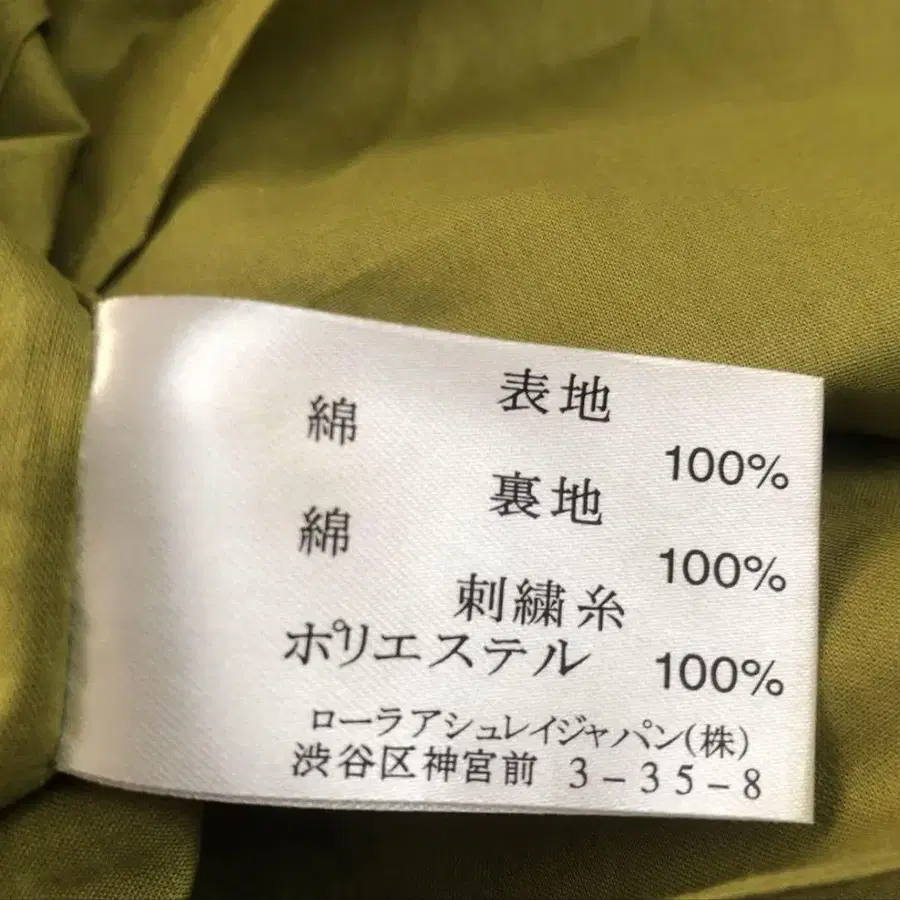 表地
綿 100%
裏地
綿 100%
刺繍糸
ポリエステル 100%
ローラアシュレイジャパン(株)
渋谷区神宮前 3-35-8